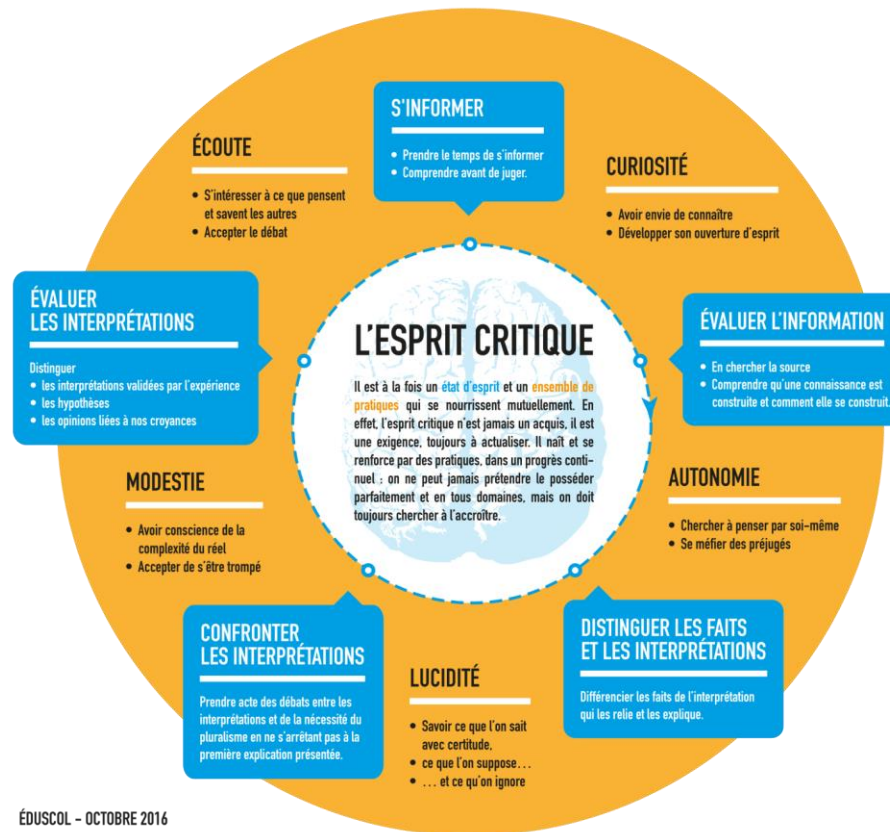 S'INFORMER
• Prendre le temps de s'informer
• Comprendre avant de juger.
CURIOSITÉ
• Avoir envie de connaître
• Développer son ouverture d'esprit
ÉVALUER L'INFORMATION
• En chercher la source
• Comprendre qu'une connaissance est
construite et comment elle se construit.
AUTONOMIE
• Chercher à penser par soi-même
• Se méfier des préjugés
DISTINGUER LES FAITS
ET LES INTERPRÉTATIONS
Différencier les faits de l'interprétation
qui les relie et les explique.
LUCIDITÉ
• Savoir ce que l'on sait
avec certitude,
• ce que l'on suppose...
• ... et ce qu'on ignore
CONFRONTER
LES INTERPRÉTATIONS
Prendre acte des débats entre les
interprétations et de la nécessité du
pluralisme en ne s'arrêtant pas à la
première explication présentée.
MODESTIE
• Avoir conscience de la
complexité du réel
• Accepter de s'être trompé
ÉVALUER
LES INTERPRÉTATIONS
Distinguer
• les interprétations validées par l'expérience
• les hypothèses
• les opinions liées à nos croyances
ÉCOUTE
• S'intéresser à ce que pensent
et savent les autres
• Accepter le débat
L'ESPRIT CRITIQUE
Il est à la fois un état d'esprit et un ensemble de
pratiques qui se nourrissent mutuellement. En
effet, l'esprit critique n'est jamais un acquis, il est
une exigence, toujours à actualiser. Il naît et se
renforce par des pratiques, dans un progrès conti-
nuel : on ne peut jamais prétendre le posséder
parfaitement et en tous domaines, mais on doit
toujours chercher à l'accroître.
ÉDUSCOL - OCTOBRE 2016